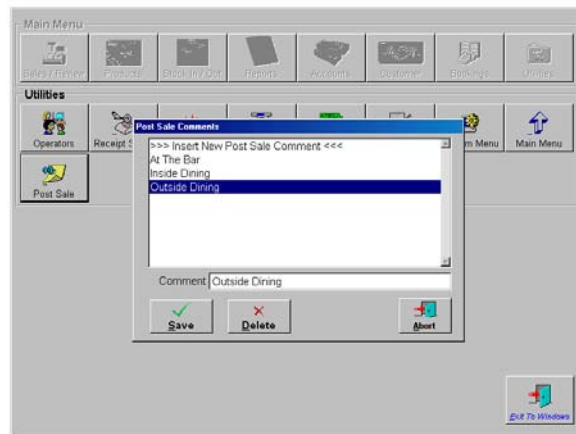 Main Menu
Products
Stock In / Out
Reports
Accounts
Customer
Bookings
Utilities
Utilities
Operators
Receipt
Menu
Main Menu
Post Sale
Post Sale Comments
>>> Insert New Post Sale Comment <<<
At The Bar
Inside Dining
Outside Dining
Comment Outside Dining
Save
Delete
Abort
Exit To Windows